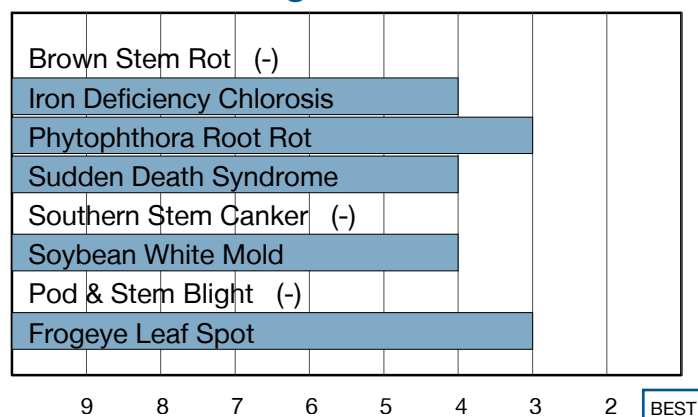 Brown Stem Rot (-)
Iron Deficiency Chlorosis
Phytophthora Root Rot
Sudden Death Syndrome
Southern Stem Canker (-)
Soybean White Mold
Pod & Stem Blight (-)
Frogeye Leaf Spot
9 8 7 6 5 4 3 2 BEST